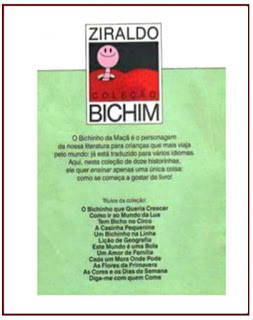 ZIRALDO
COLEÇÃO
BICHIM
O Bichinho da Maçã é o personagem
da nossa literatura para crianças que mais viaja
pelo mundo: já está traduzido para vários idiomas.
Aqui, nesta coleção de doze historinhas,
ele quer ensinar apenas uma única coisa:
como se começa a gostar de livro!
Títulos da coleção:
O Bichinho que Queria Crescer
Como ir ao Mundo da Lua
Tem Bicho no Circo
A Casinha Pequenina
Um Bichinho na Linha
Lição de Geografia
Este Mundo é uma Bola
Um Amor de Família
Cada um Mora Onde Pode
As Flores da Primavera
As Cores e os Dias da Semana
Diga-me com quem Come